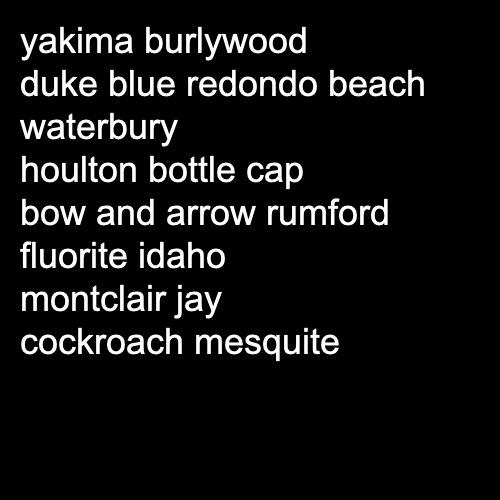 yakima burlywood
duke blue redondo beach
waterbury
houlton bottle cap
bow and arrow rumford
fluorite idaho
montclair jay
cockroach mesquite